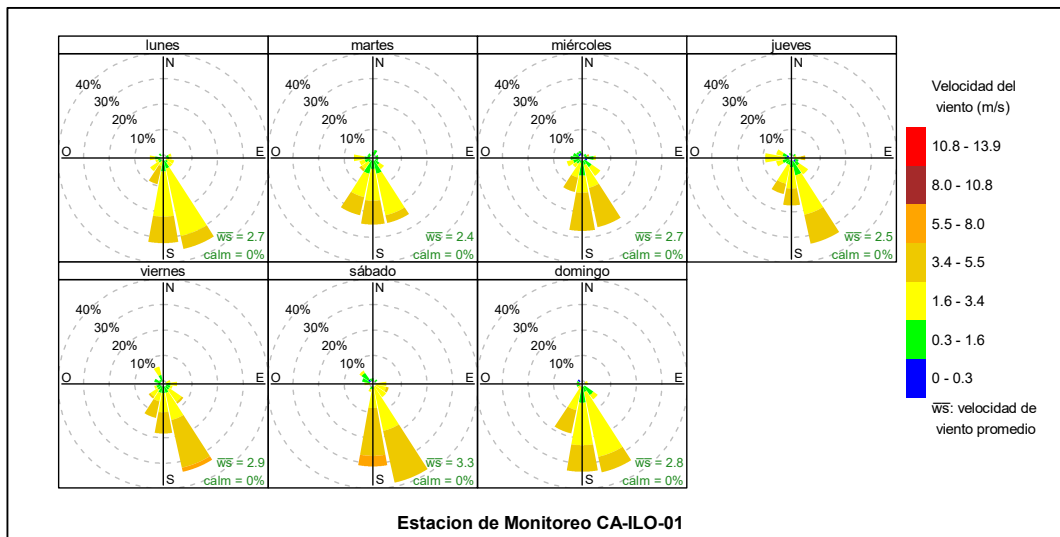 lunes
martes
miércoles
jueves
N
N
N
N
40%
30%
20%
10%
40%
30%
20%
10%
40%
30%
20%
10%
40%
30%
20%
10%
O
E
O
E
O
E
O
E
S
S
S
S
ws = 2.7
calm = 0%
ws = 2.4
calm = 0%
ws = 2.7
calm = 0%
ws = 2.5
calm = 0%
viernes
sábado
domingo
N
N
N
40%
30%
20%
10%
40%
30%
20%
10%
40%
30%
20%
10%
O
E
O
E
O
E
S
S
S
ws = 2.9
calm = 0%
ws = 3.3
calm = 0%
ws = 2.8
calm = 0%
Velocidad del
viento (m/s)
10.8 - 13.9
8.0 - 10.8
5.5 - 8.0
3.4 - 5.5
1.6 - 3.4
0.3 - 1.6
0 - 0.3
ws: velocidad de
viento promedio
Estacion de Monitoreo CA-ILO-01